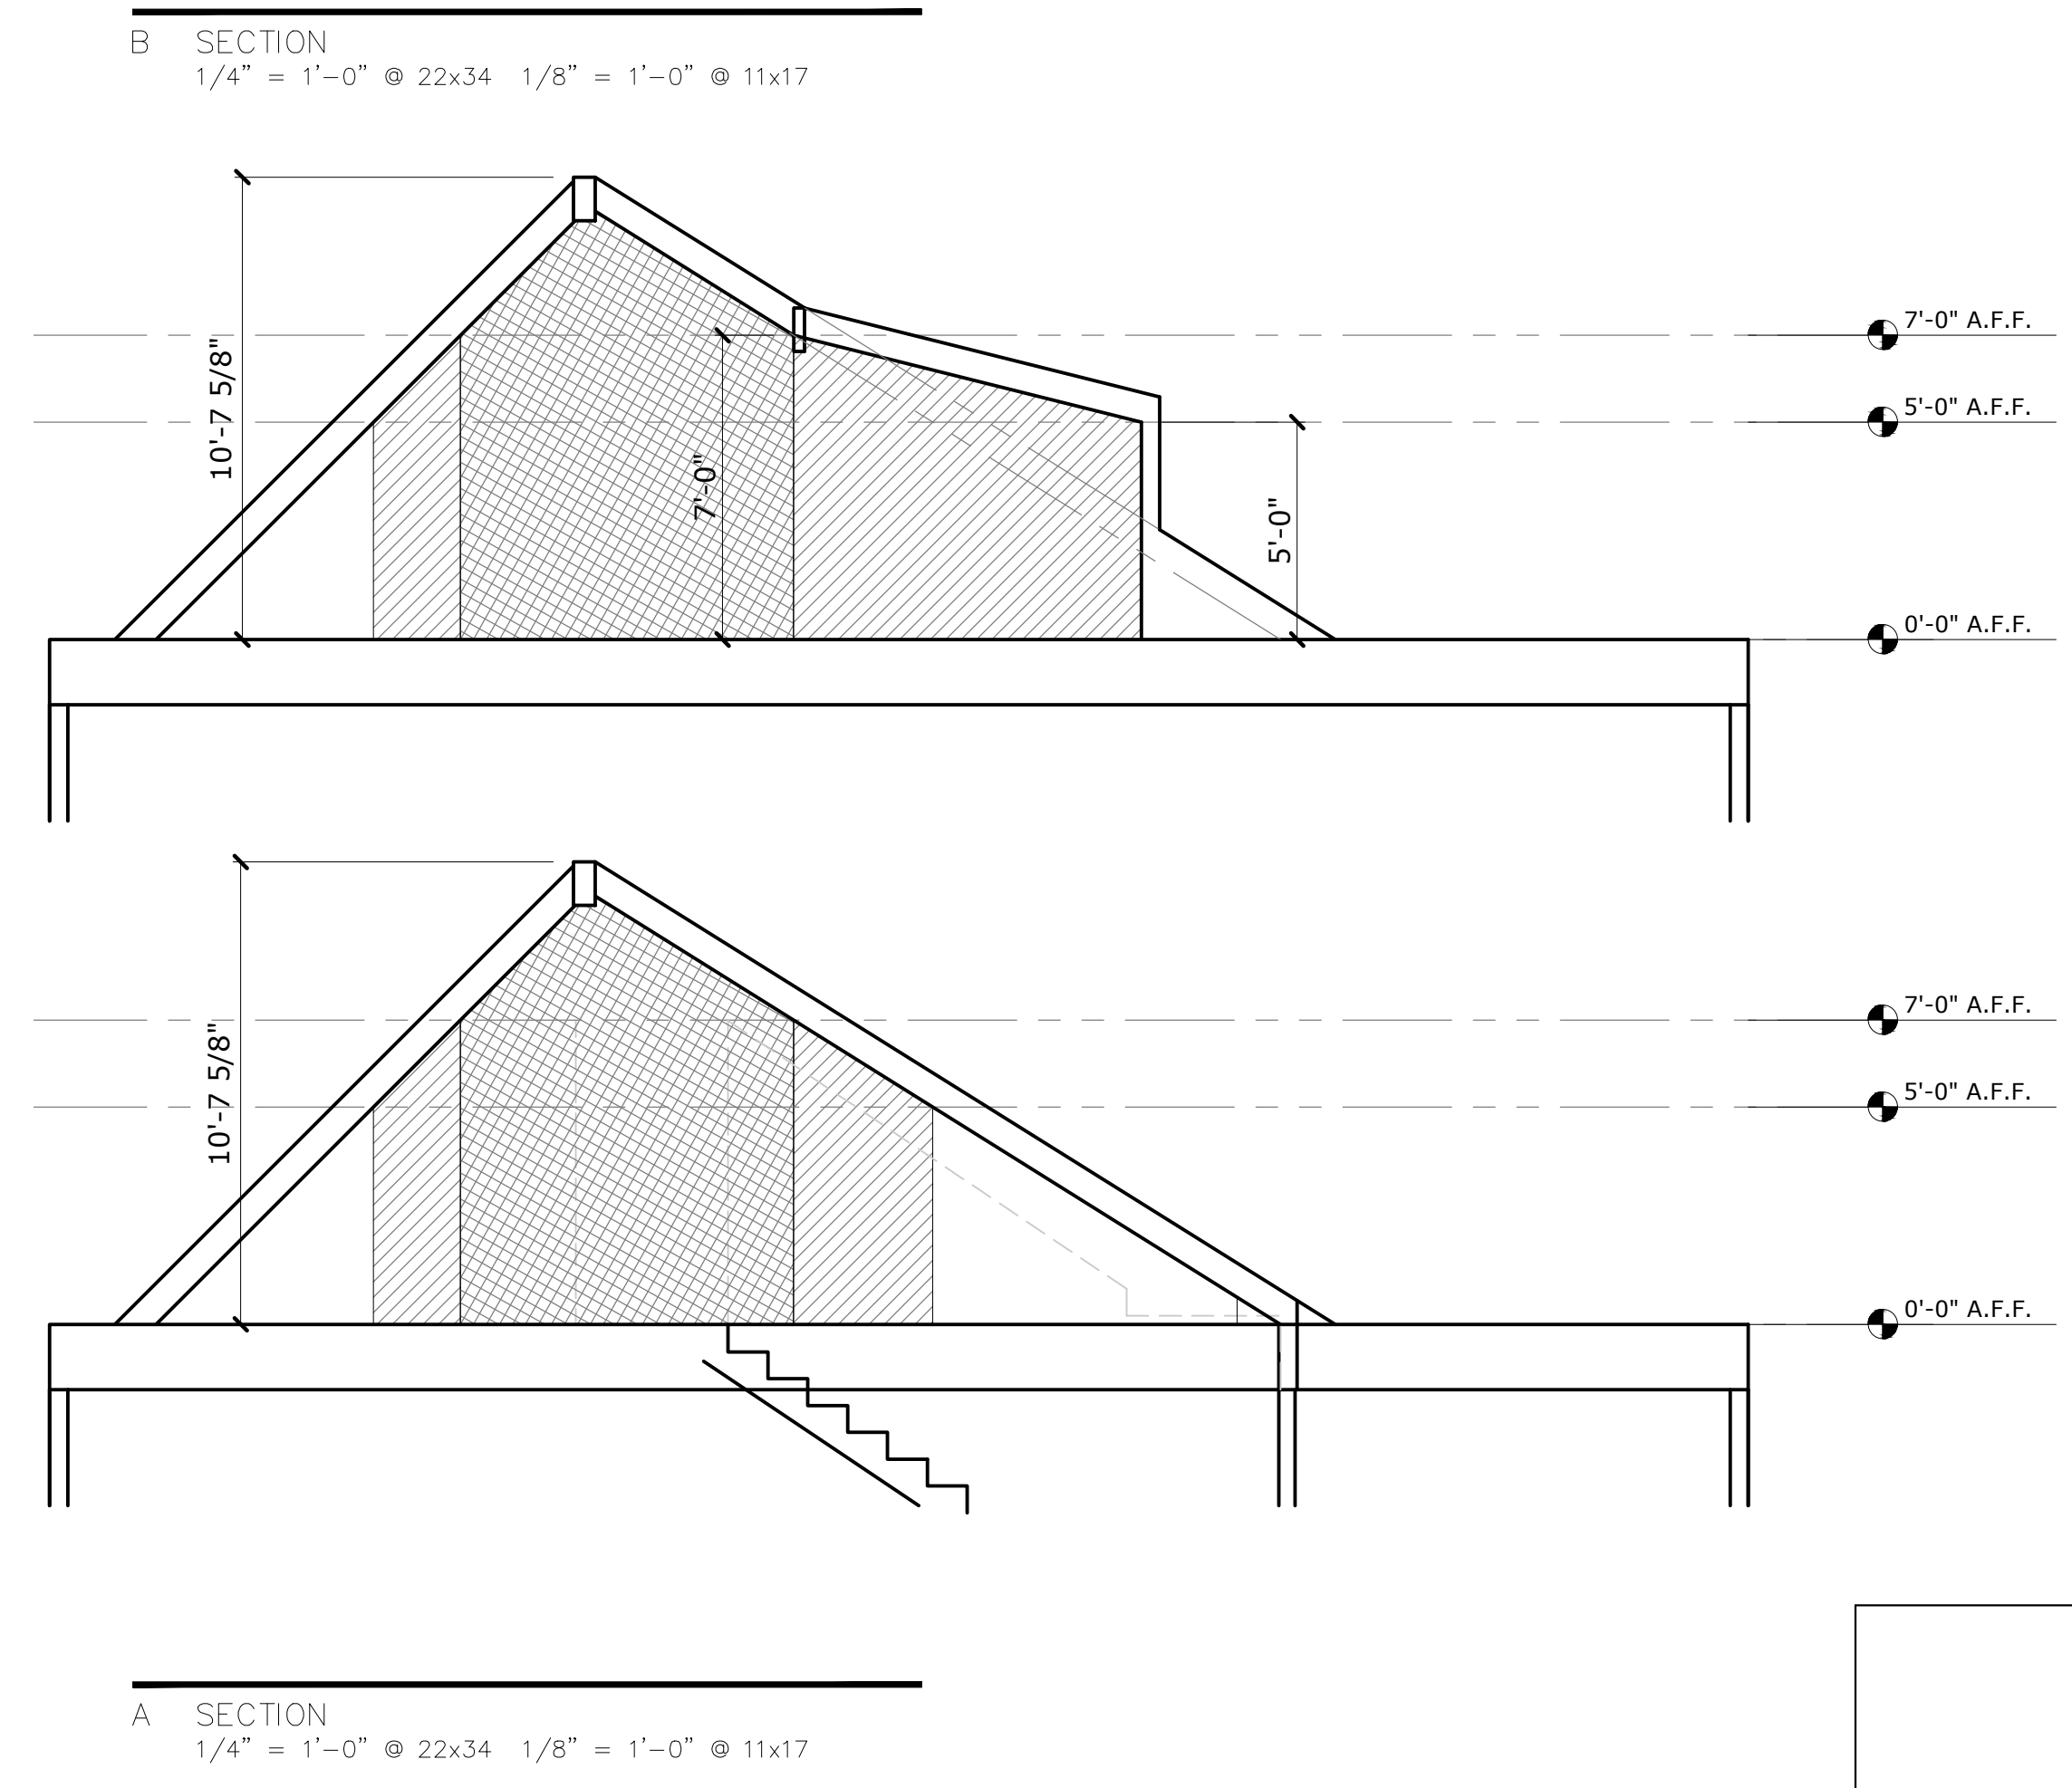 B SECTION
1/4" = 1'-0" @ 22x34 1/8" = 1'-0" @ 11x17
10'-7 5/8"
7'-0"
5'-0"
7'-0" A.F.F.
5'-0" A.F.F.
0'-0" A.F.F.
10'-7 5/8"
7'-0" A.F.F.
5'-0" A.F.F.
0'-0" A.F.F.
A SECTION
1/4" = 1'-0" @ 22x34 1/8" = 1'-0" @ 11x17